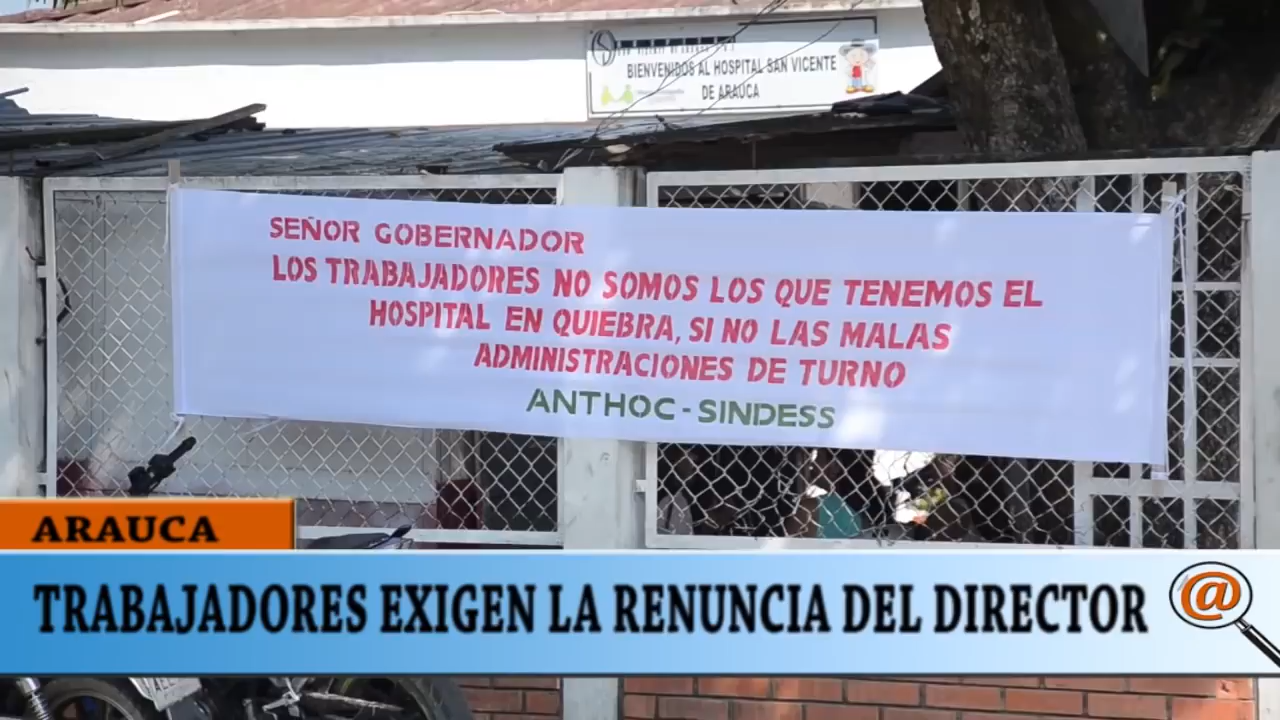 BIENVENIDOS AL HOSPITAL SAN VICENTE
DE ARAUCA
SEÑOR GOBERNADOR
LOS TRABAJADORES NO SOMOS LOS QUE TENEMOS EL
HOSPITAL EN QUIEBRA, SI NO LAS MALAS
ADMINISTRACIONES DE TURNO
ANTHOC - SINDESS
ARAUCA
TRABAJADORES EXIGEN LA RENUNCIA DEL DIRECTOR
@